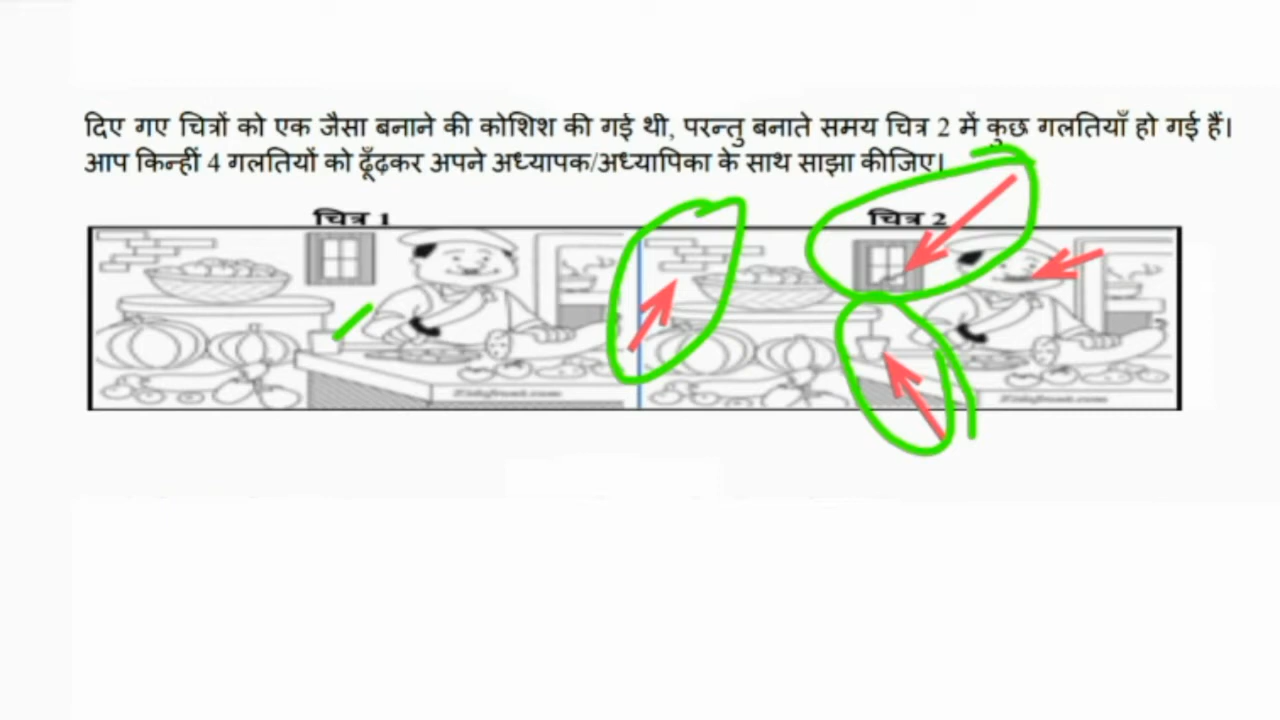 दिए गए चित्रों को एक जैसा बनाने की कोशिश की गई थी, परन्तु बनाते समय चित्र 2 में कुछ गलतियाँ हो गई हैं।
आप किन्हीं 4 गलतियों को ढूँढ़कर अपने अध्यापक/अध्यापिका के साथ साझा कीजिए।
चित्र 1
चित्र 2